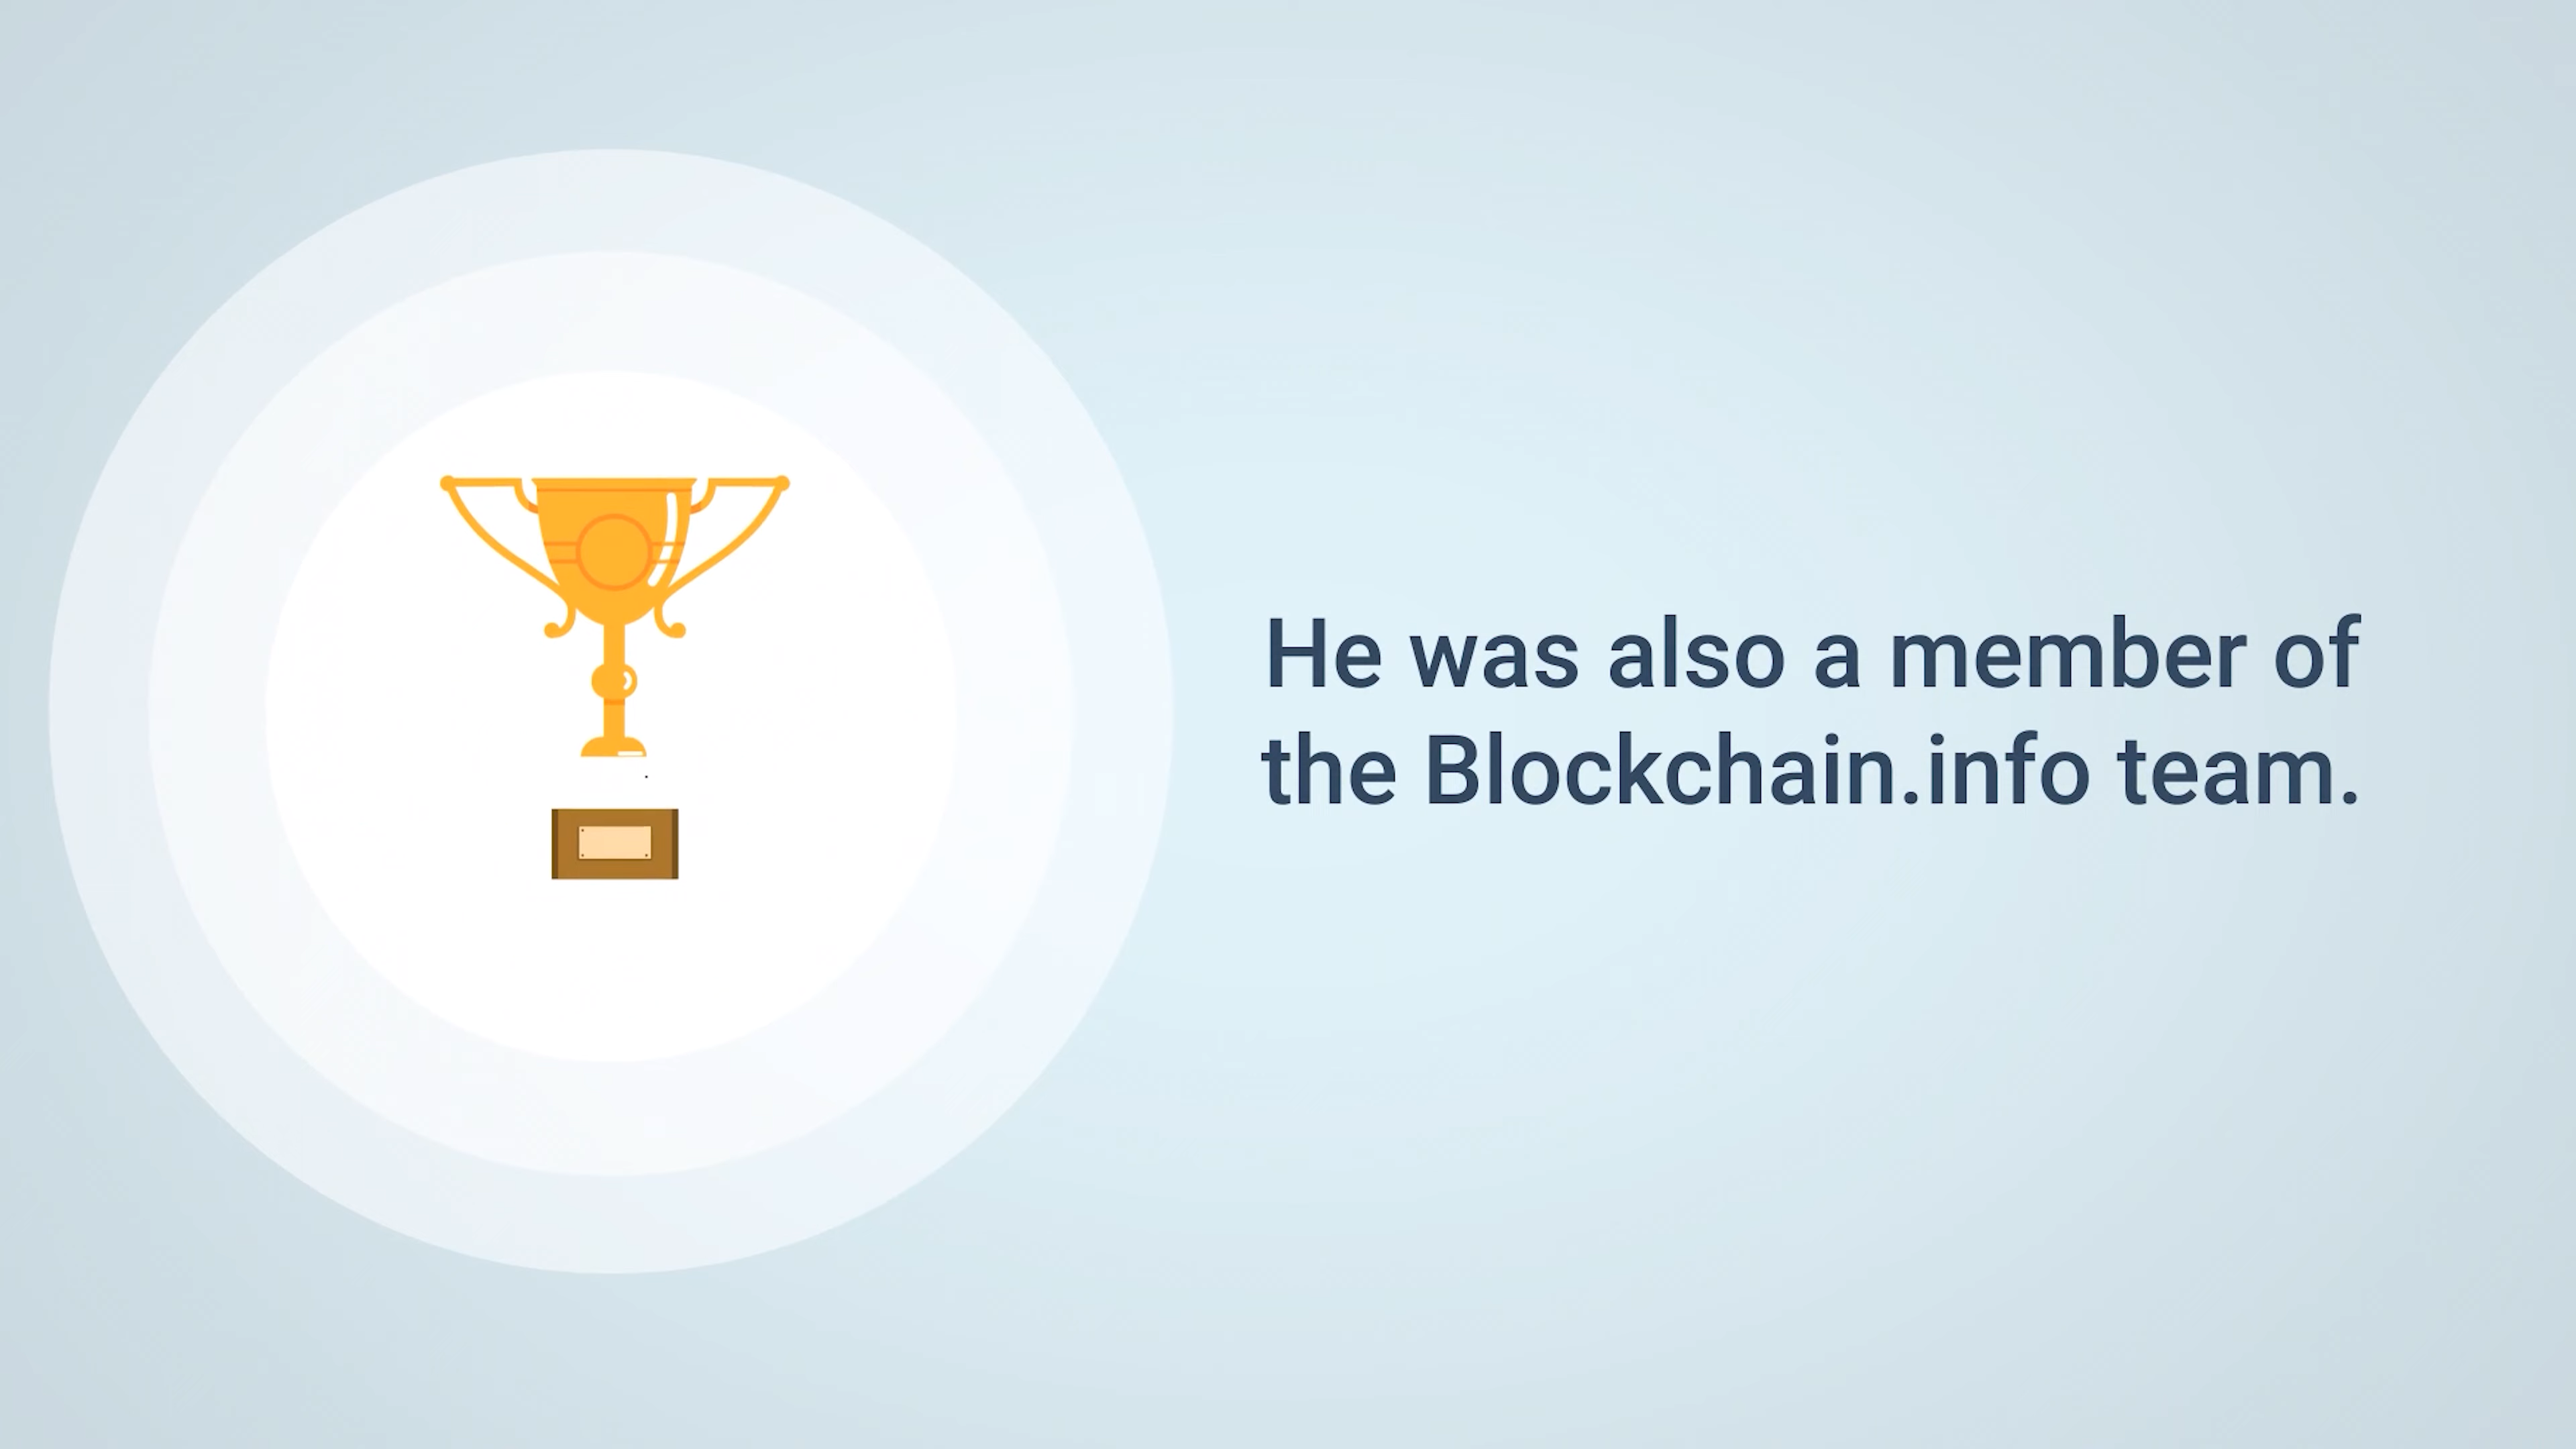 He was also a member of
the Blockchain.info team.